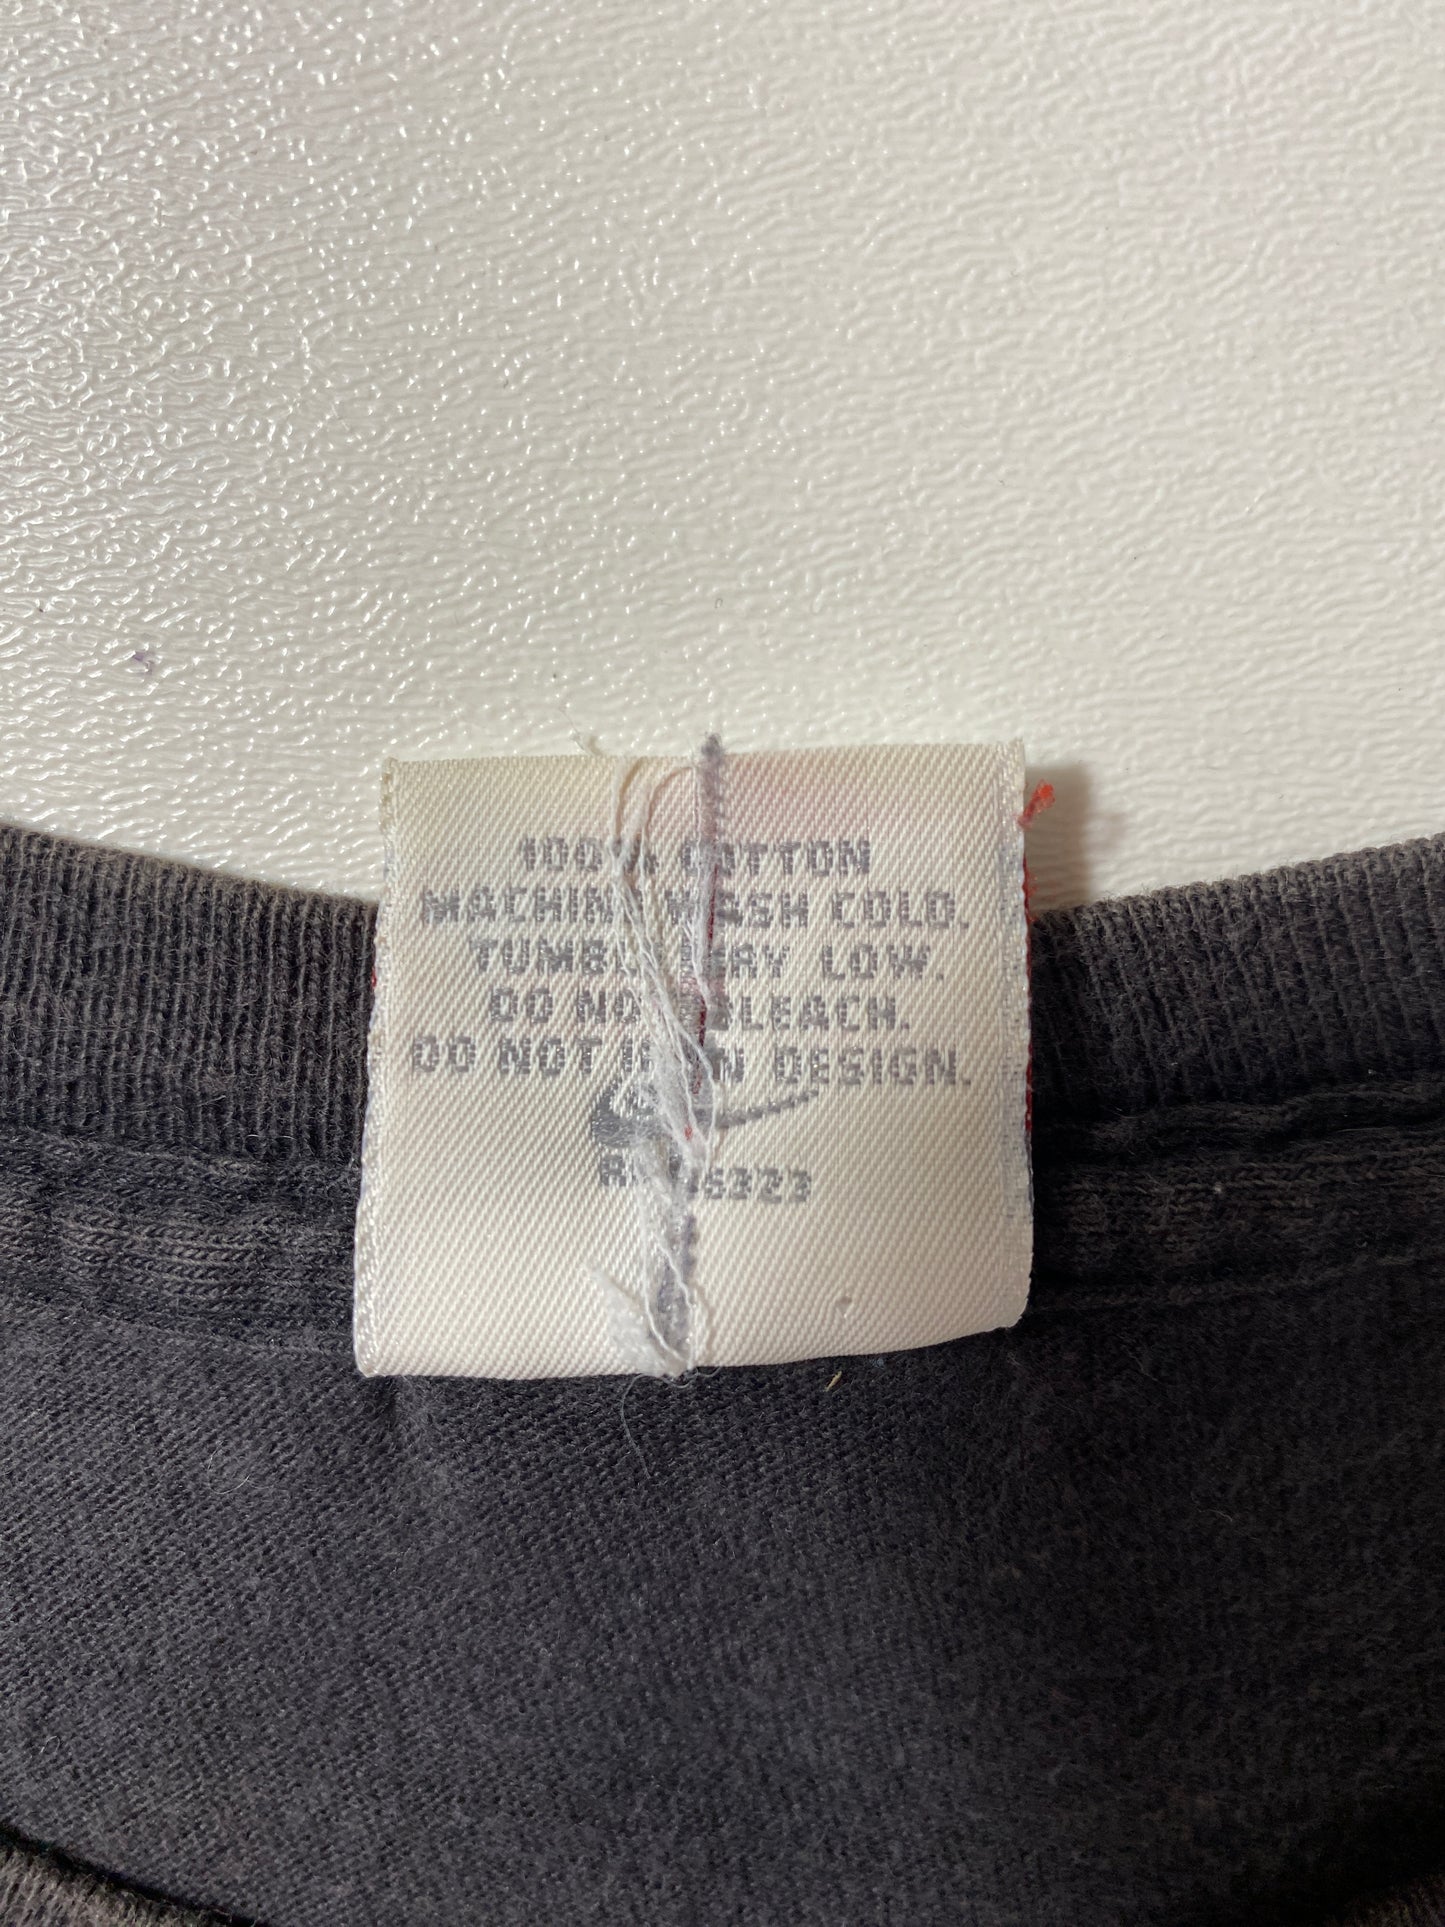 100% COTTON
MACHINE WASH COLD.
TUMBLE DRY LOW.
DO NOT BLEACH.
DO NOT IRON DESIGN.